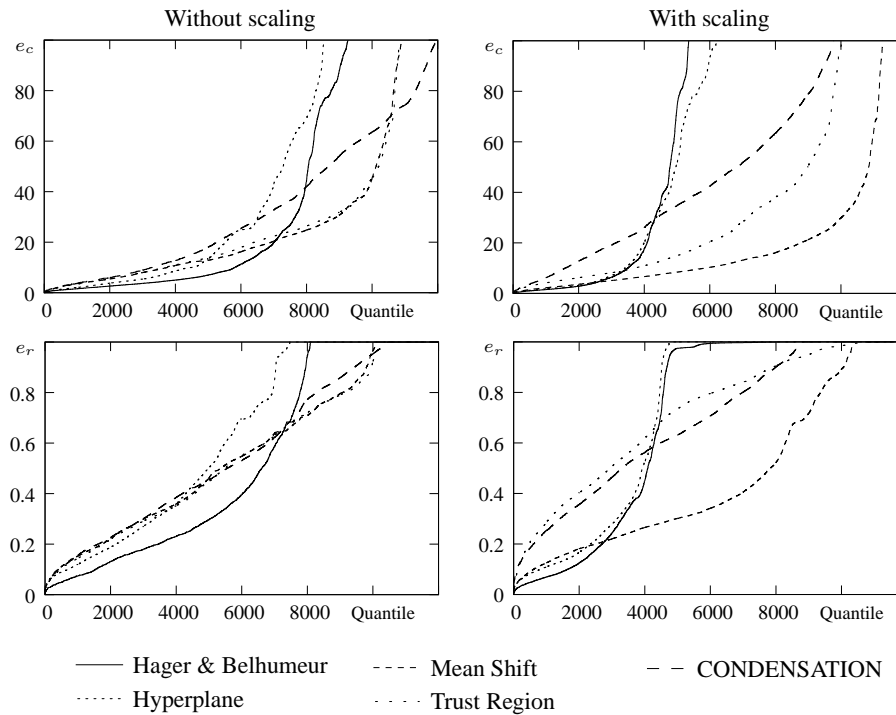 Without scaling
With scaling
e_c
80
60
40
20
0
0 2000 4000 6000 8000 Quantile
e_c
80
60
40
20
0
0 2000 4000 6000 8000 Quantile
e_r
0.8
0.6
0.4
0.2
0
0 2000 4000 6000 8000 Quantile
e_r
0.8
0.6
0.4
0.2
0
0 2000 4000 6000 8000 Quantile
Hager & Belhumeur
Mean Shift
CONDENSATION
Hyperplane
Trust Region